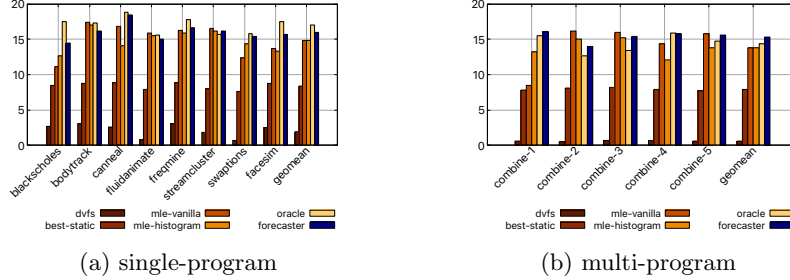 20
15
10
5
0
blackscholes
bodytrack
canneal
fluidanimate
freqmine
streamcluster
swaptions
facesim
geomean
dvfs
best-static
mle-vanilla
mle-histogram
oracle
forecaster
(a) single-program
20
15
10
5
0
combine-1
combine-2
combine-3
combine-4
combine-5
geomean
dvfs
best-static
mle-vanilla
mle-histogram
oracle
forecaster
(b) multi-program